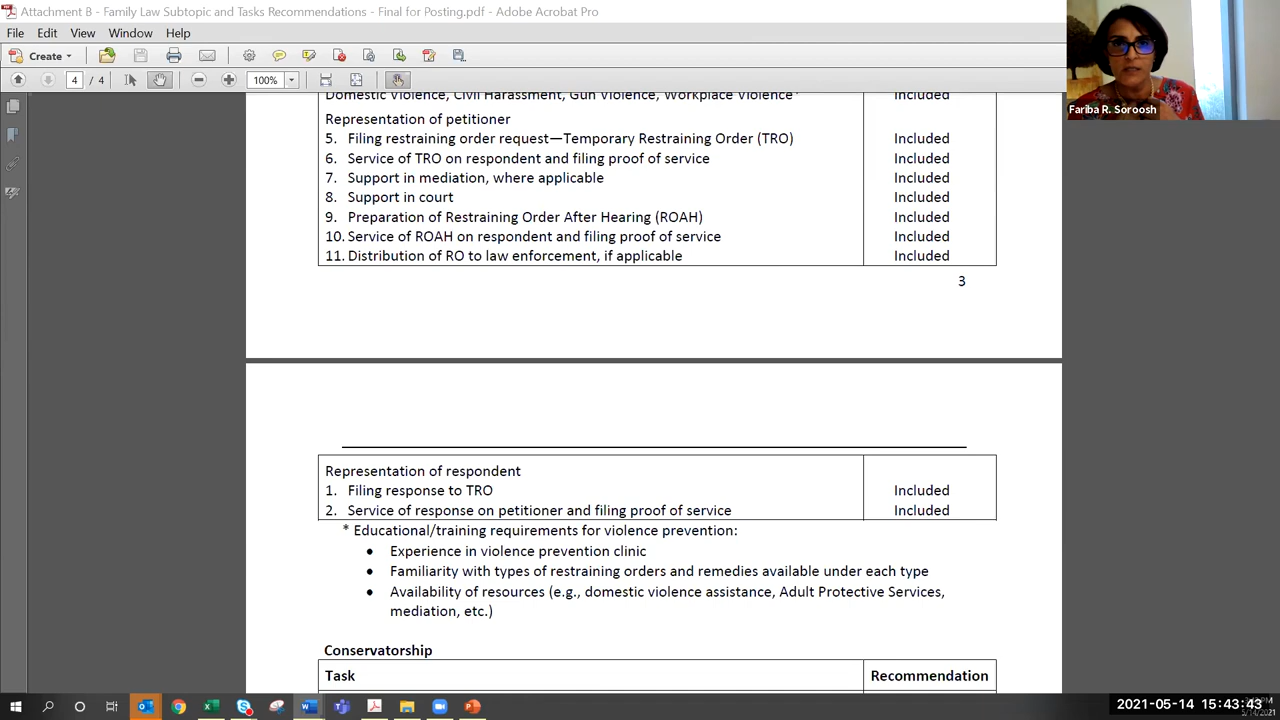 Attachment B - Family Law Subtopic and Tasks Recommendations - Final for Posting.pdf - Adobe Acrobat Pro
File Edit View Window Help
Create
4 / 4 100%
Fariba R. Soroosh
Domestic Violence, Civil Harassment, Gun Violence, Workplace Violence* Included
Representation of petitioner
5. Filing restraining order request—Temporary Restraining Order (TRO) Included
6. Service of TRO on respondent and filing proof of service Included
7. Support in mediation, where applicable Included
8. Support in court Included
9. Preparation of Restraining Order After Hearing (ROAH) Included
10. Service of ROAH on respondent and filing proof of service Included
11. Distribution of RO to law enforcement, if applicable Included
3
Representation of respondent
1. Filing response to TRO Included
2. Service of response on petitioner and filing proof of service Included
* Educational/training requirements for violence prevention:
• Experience in violence prevention clinic
• Familiarity with types of restraining orders and remedies available under each type
• Availability of resources (e.g., domestic violence assistance, Adult Protective Services,
mediation, etc.)
Conservatorship
Task Recommendation
2021-05-14 15:43:43